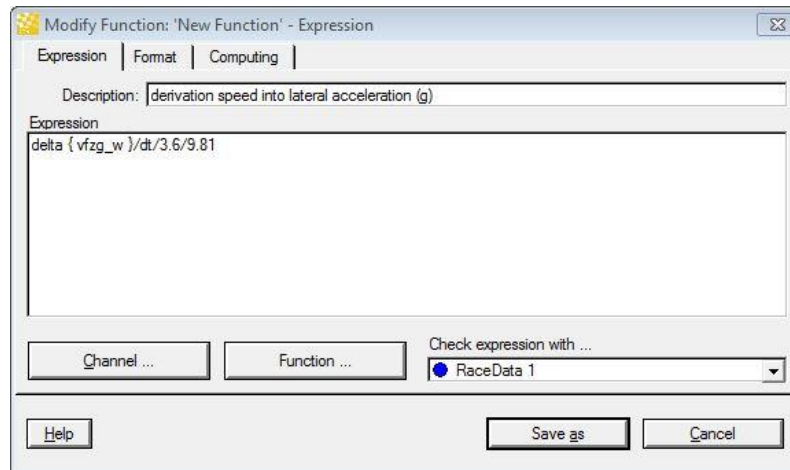 Modify Function: 'New Function' - Expression
Expression Format Computing
Description: derivation speed into lateral acceleration (g)
Expression
delta { vfzg_w }/dt/3.6/9.81
Check expression with ...
Channel ... Function ... RaceData 1
Help Save as Cancel